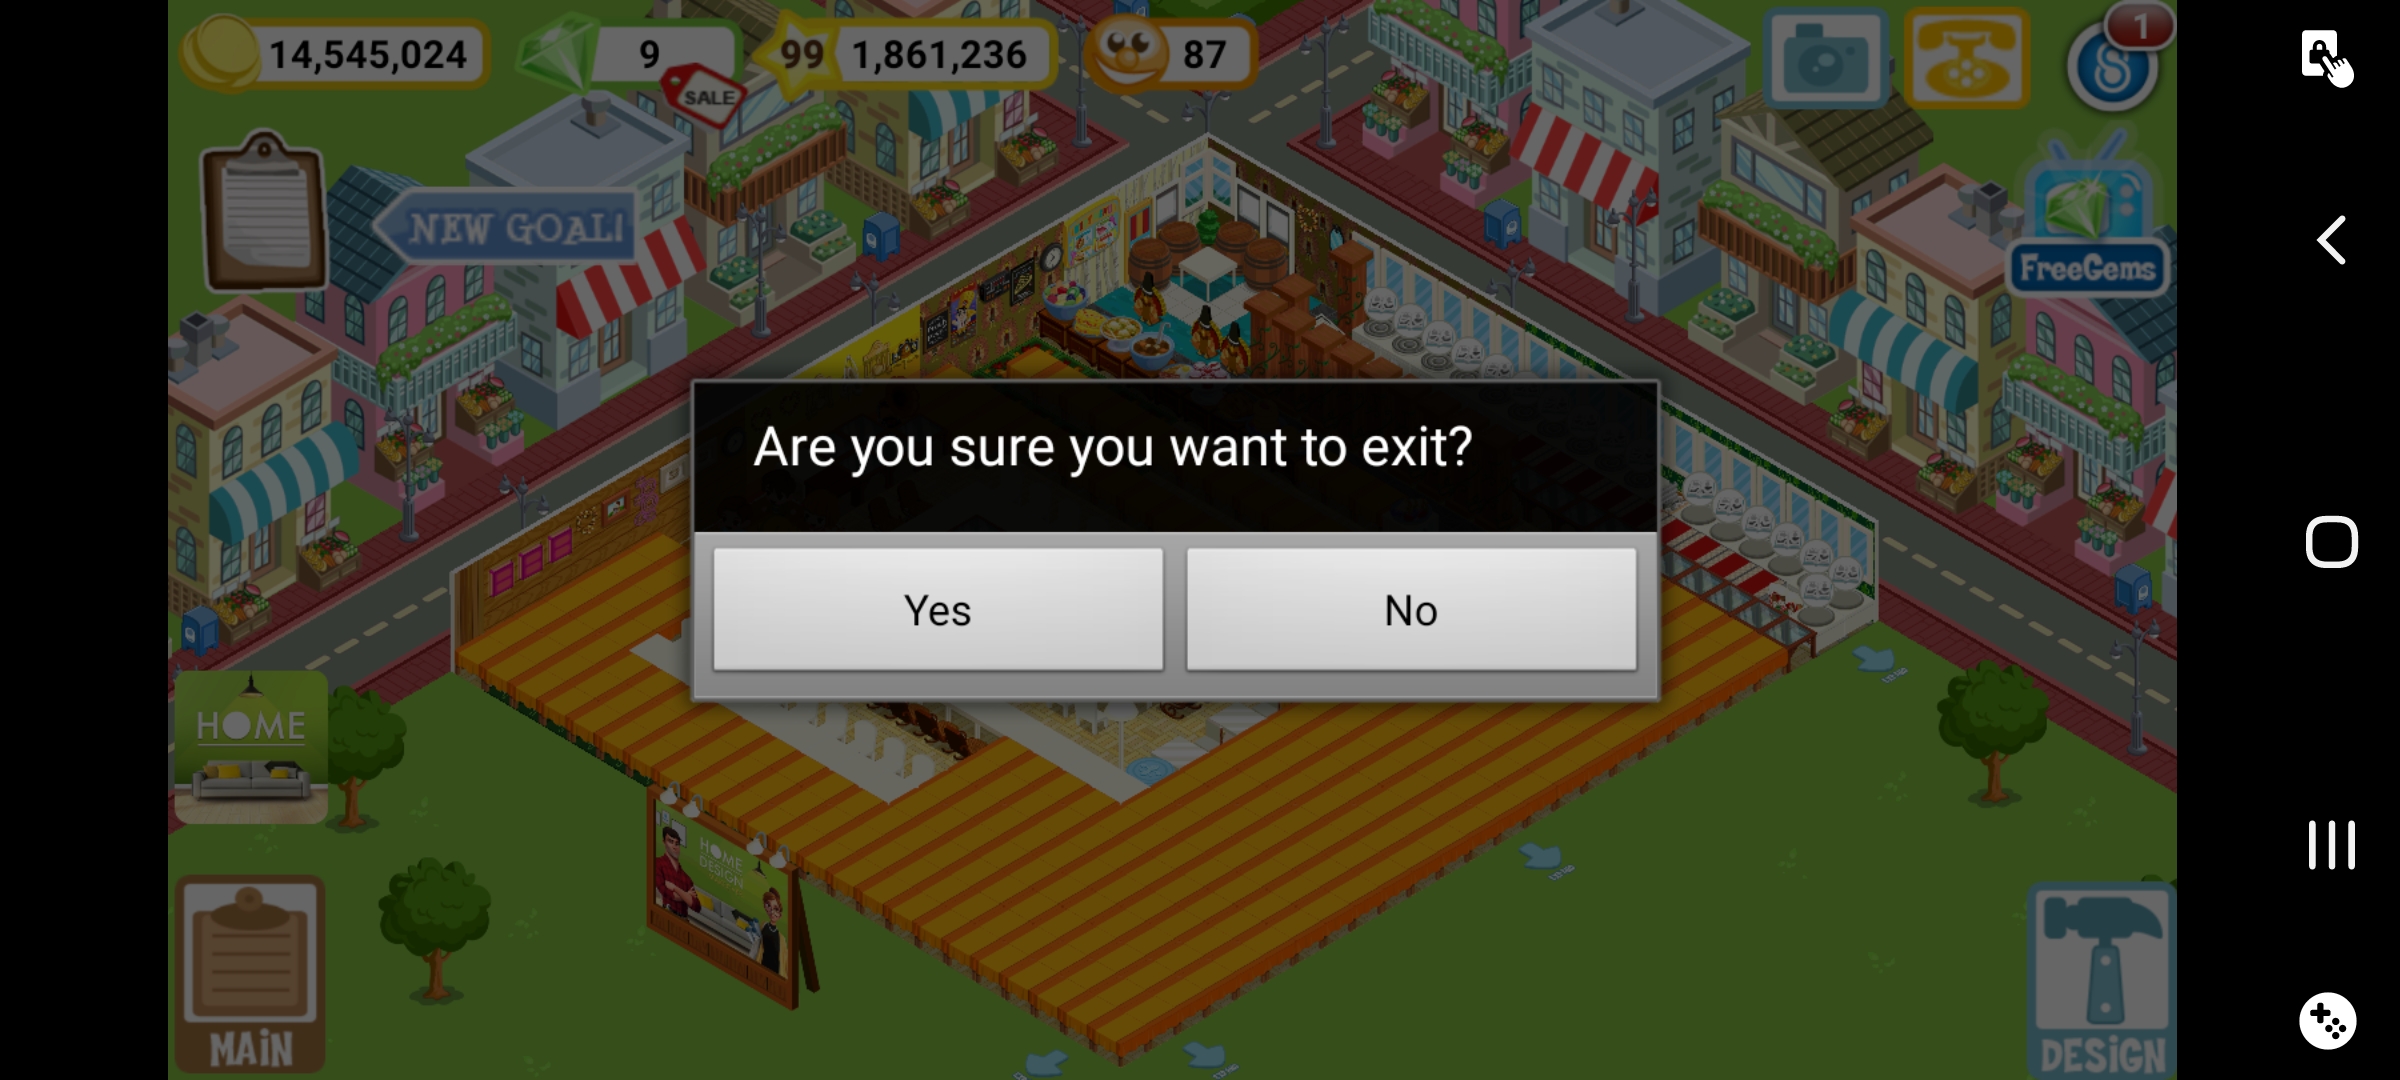 14,545,024
9
SALE
99
1,861,236
87
1
NEW GOAL!
FreeGems
Are you sure you want to exit?
Yes
No
HOME
HOME
DESIGN
MAIN
DESIGN